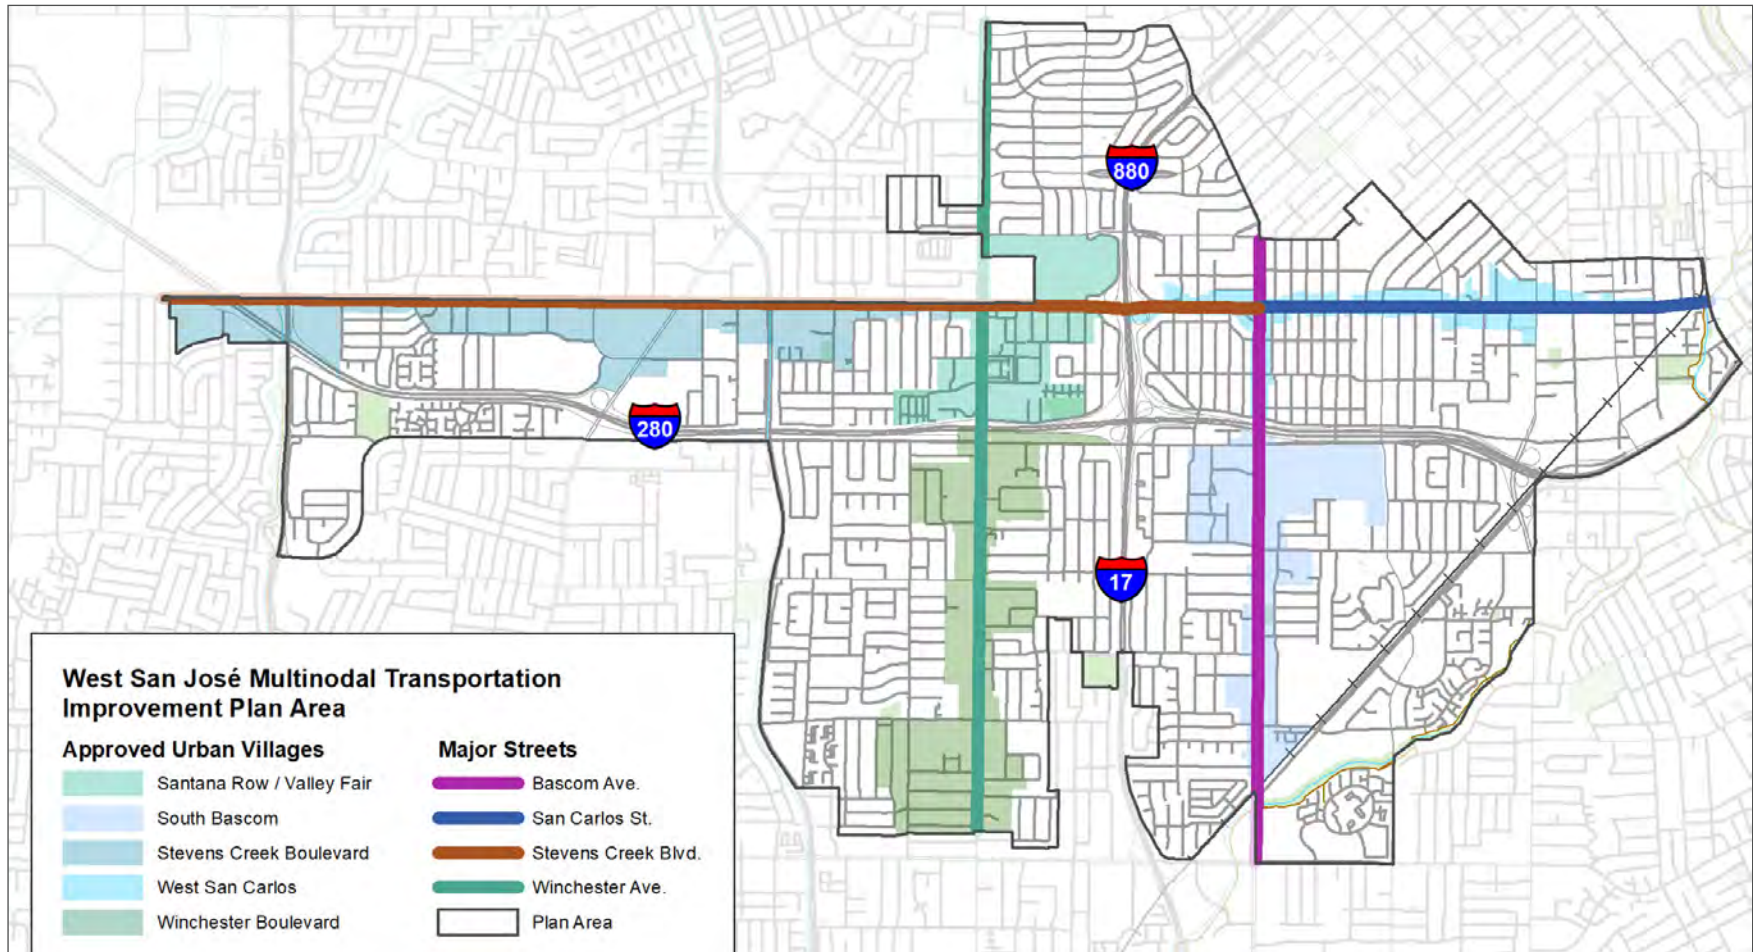 880
280
17
West San José Multinodal Transportation
Improvement Plan Area
Approved Urban Villages
Santana Row / Valley Fair
South Bascom
Stevens Creek Boulevard
West San Carlos
Winchester Boulevard
Major Streets
Bascom Ave.
San Carlos St.
Stevens Creek Blvd.
Winchester Ave.
Plan Area